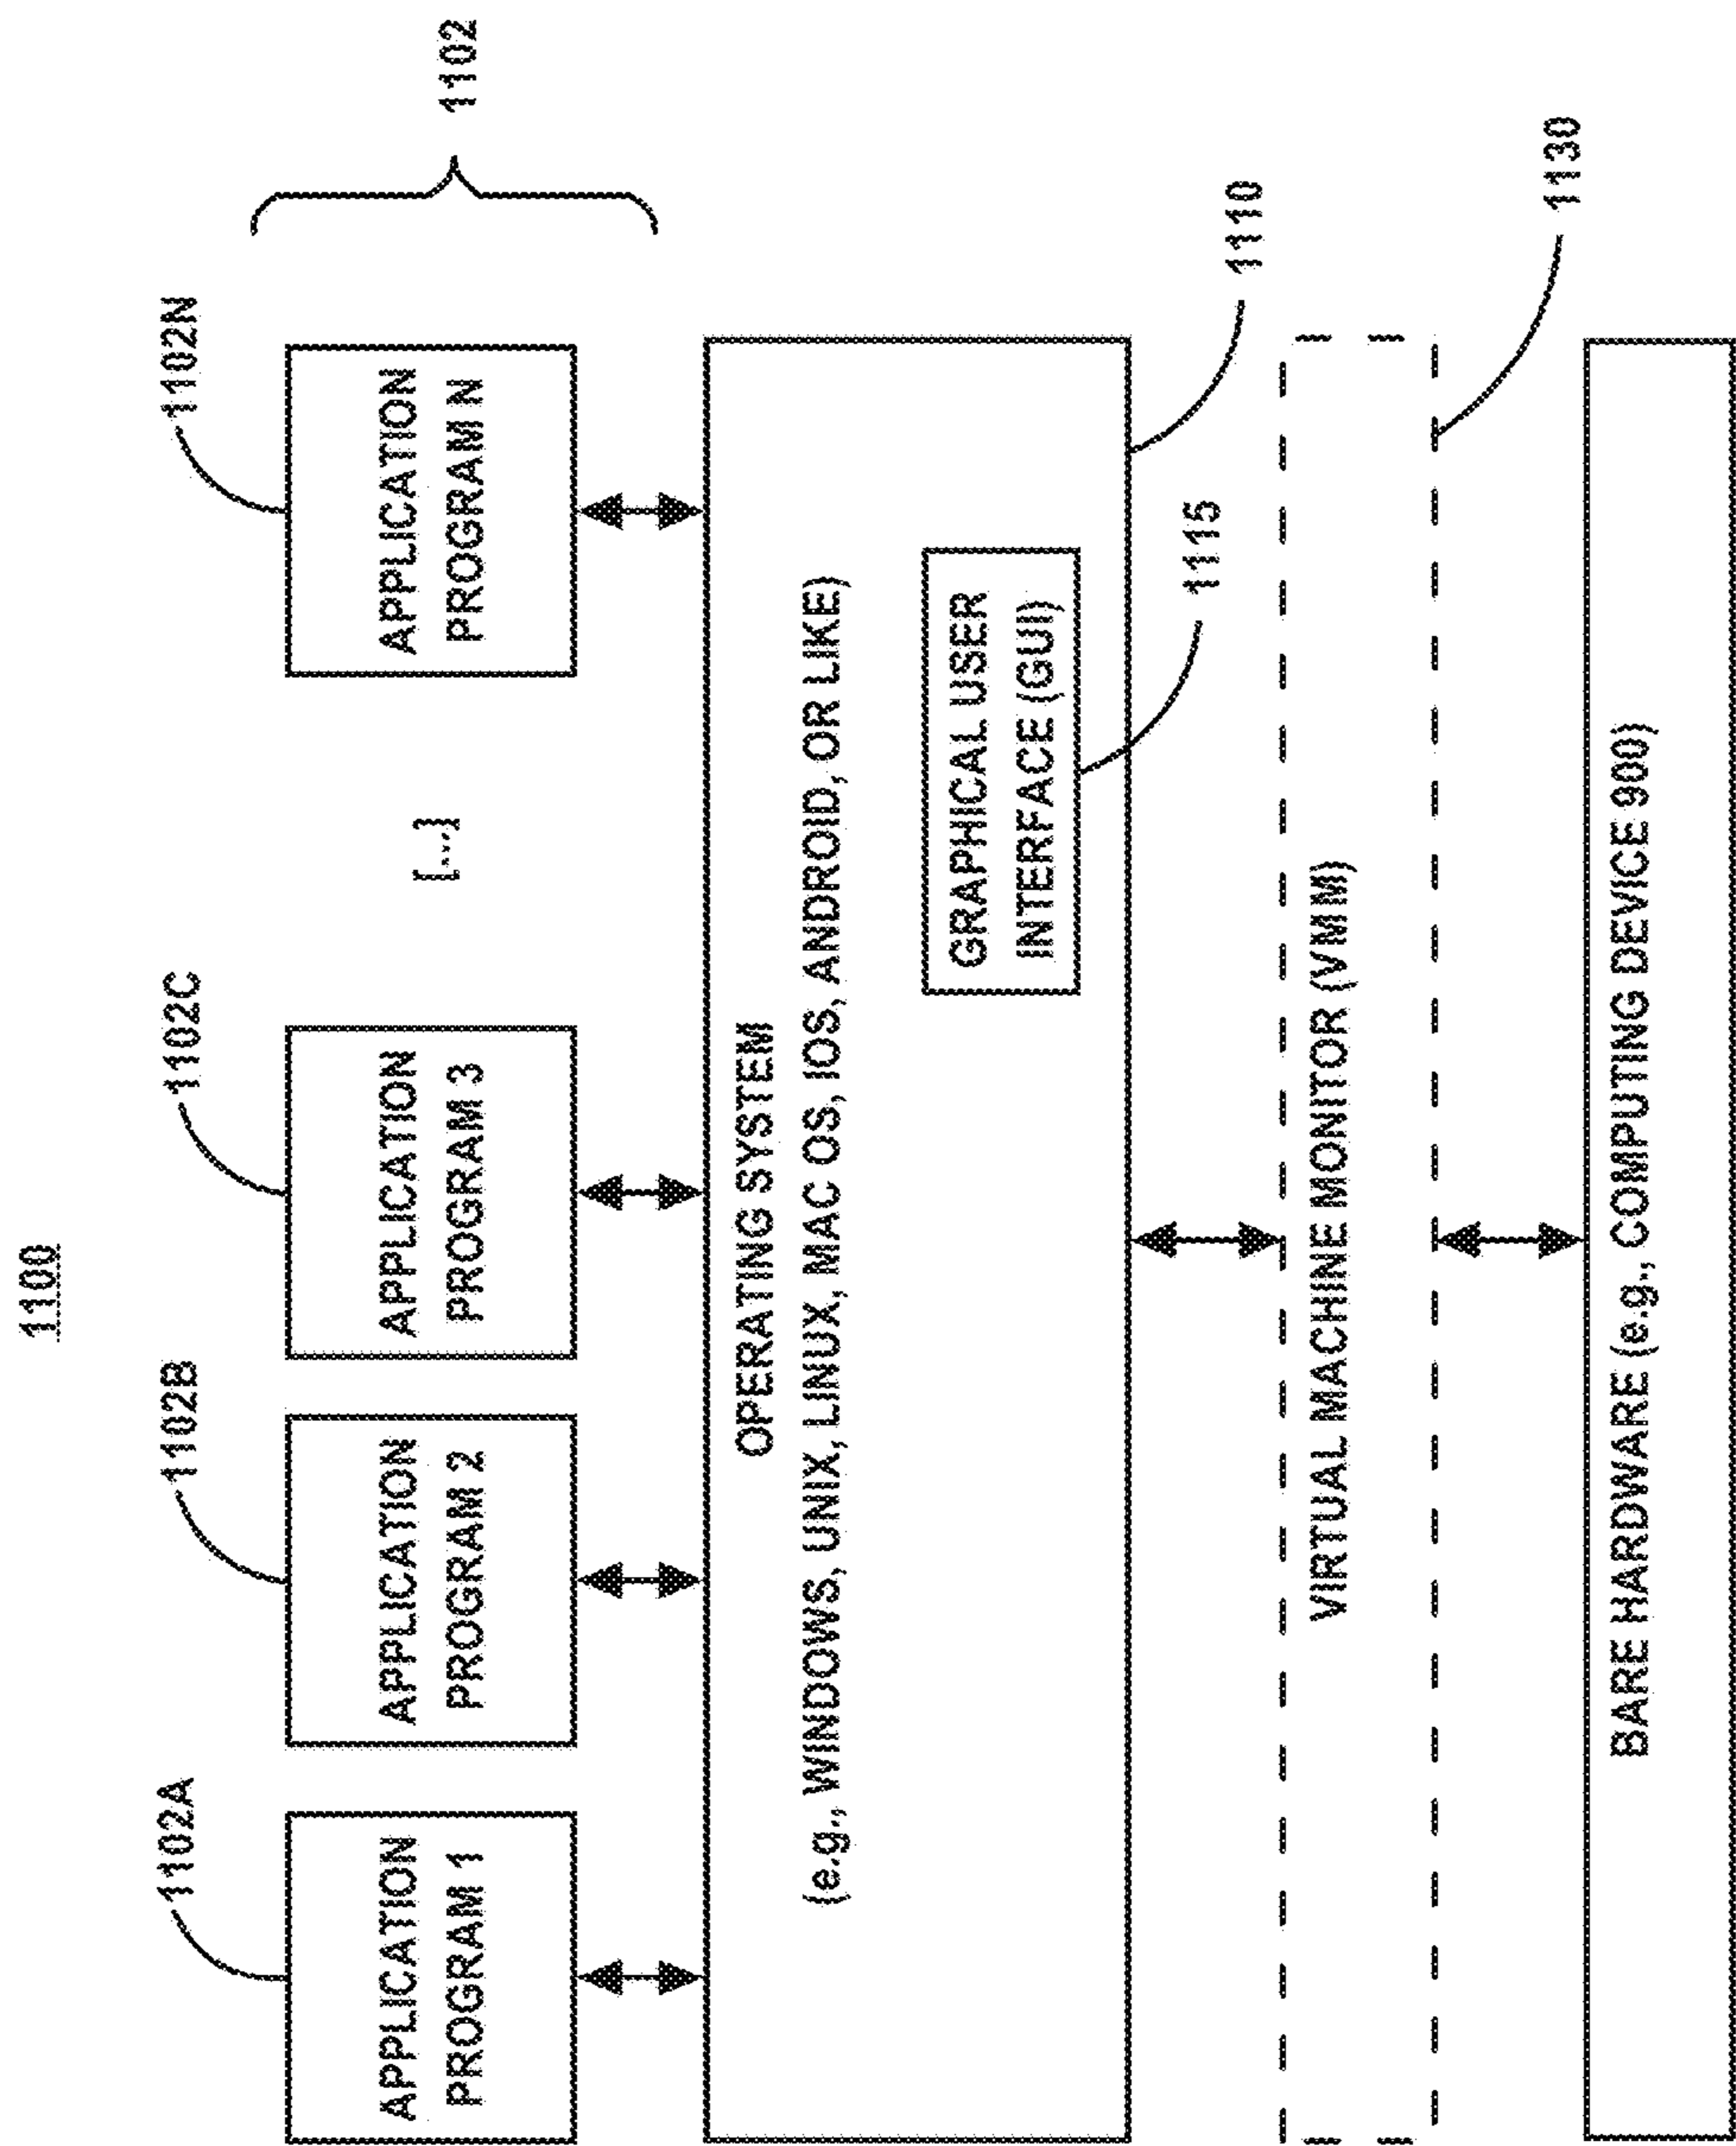 1100
1102A
1102B
1102C
1102N
APPLICATION
PROGRAM 1
APPLICATION
PROGRAM 2
APPLICATION
PROGRAM 3
[...]
APPLICATION
PROGRAM N
1102
OPERATING SYSTEM
(e.g., WINDOWS, UNIX, LINUX, MAC OS, IOS, ANDROID, OR LIKE)
GRAPHICAL USER
INTERFACE (GUI)
1110
1115
VIRTUAL MACHINE MONITOR (VMM)
1130
BARE HARDWARE (e.g., COMPUTING DEVICE 900)